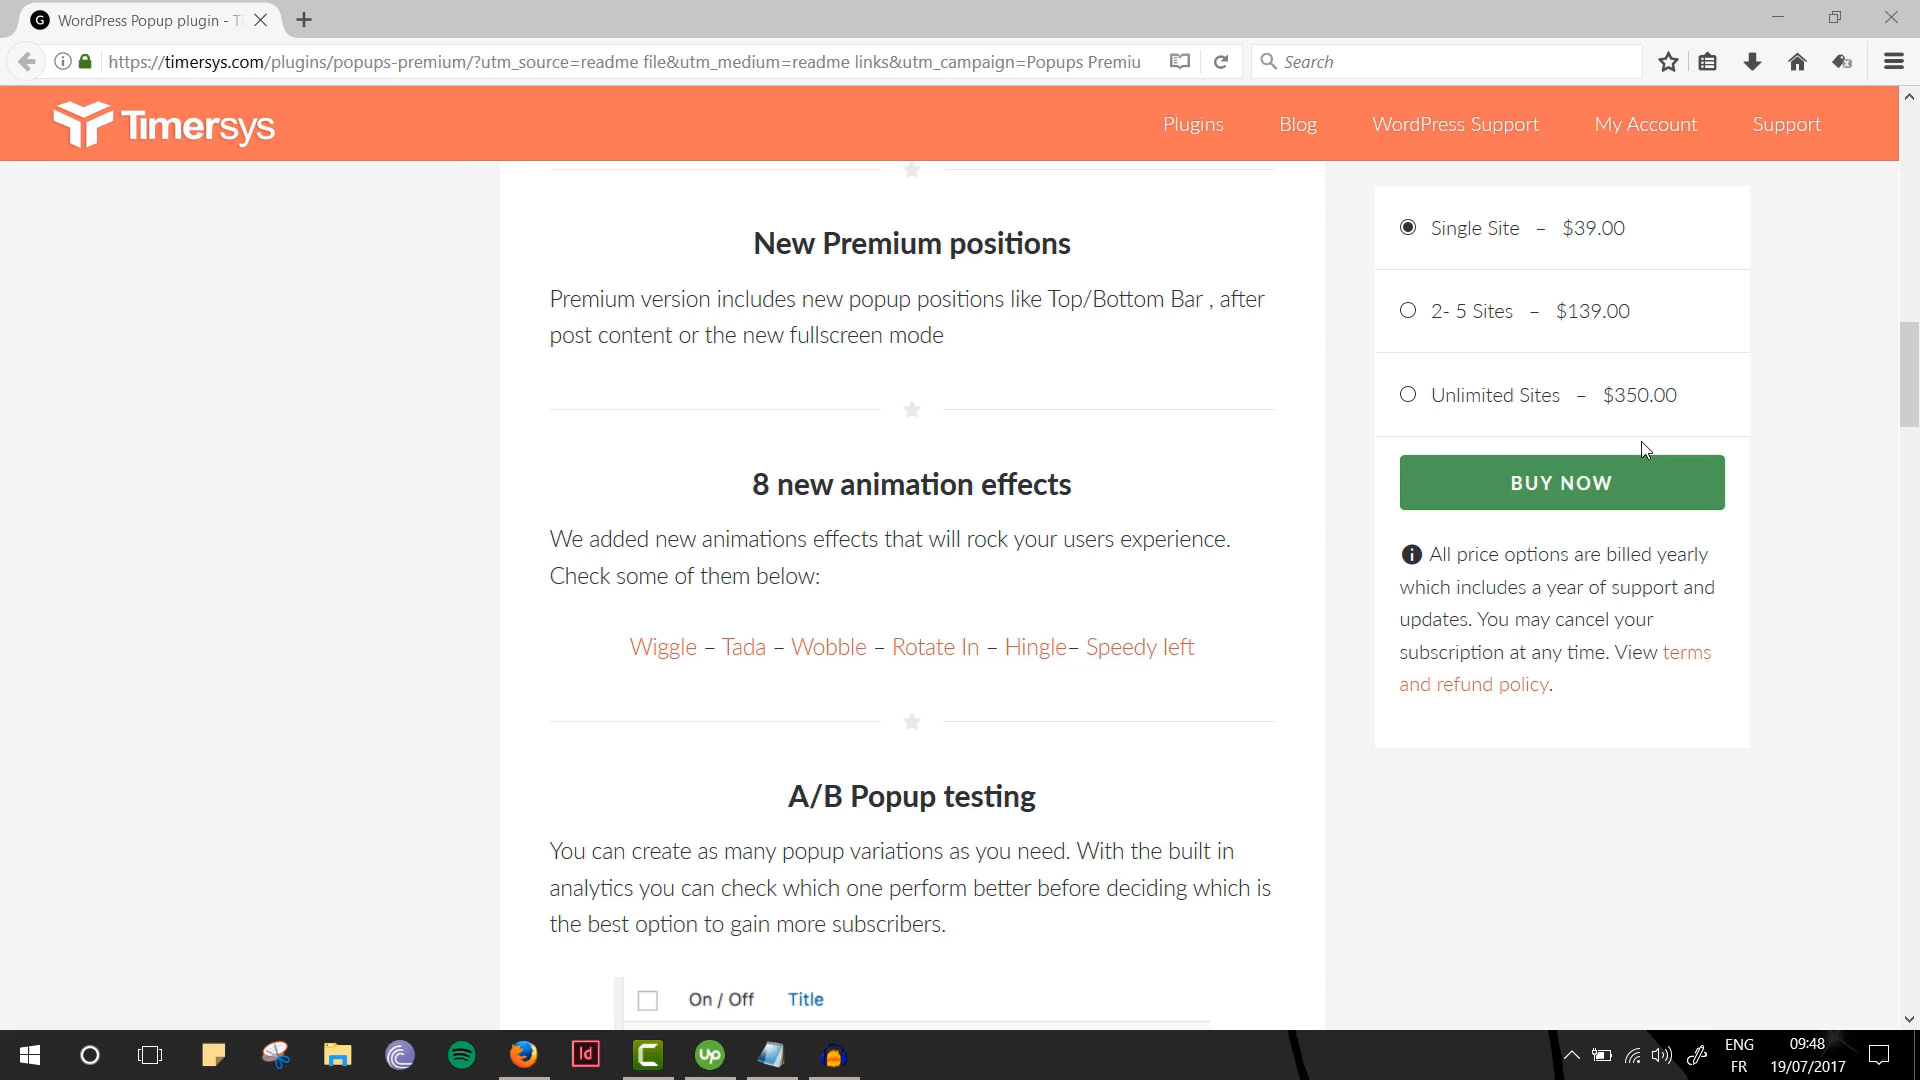 WordPress Popup plugin - Ti
https://timersys.com/plugins/popups-premium/?utm_source=readme file&utm_medium=readme links&utm_campaign=Popups Premiu
Search
Timersys
Plugins
Blog
WordPress Support
My Account
Support
New Premium positions
Premium version includes new popup positions like Top/Bottom Bar , after
post content or the new fullscreen mode
8 new animation effects
We added new animations effects that will rock your users experience.
Check some of them below:
Wiggle – Tada – Wobble – Rotate In – Hingle– Speedy left
A/B Popup testing
You can create as many popup variations as you need. With the built in
analytics you can check which one perform better before deciding which is
the best option to gain more subscribers.
On / Off Title
Single Site – $39.00
2- 5 Sites – $139.00
Unlimited Sites – $350.00
BUY NOW
All price options are billed yearly
which includes a year of support and
updates. You may cancel your
subscription at any time. View terms
and refund policy.
Id
up
ENG
FR
09:48
19/07/2017